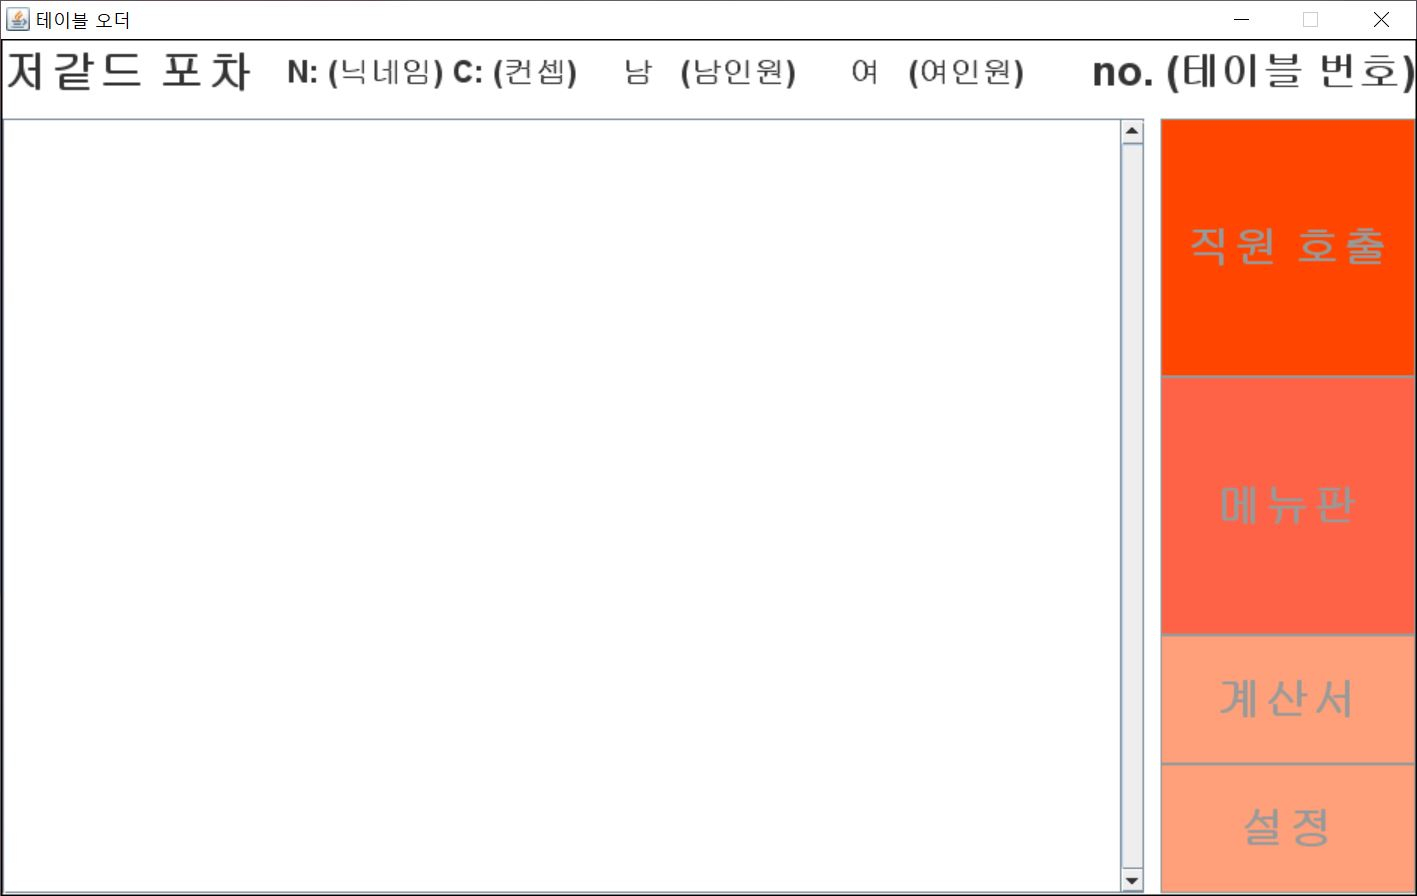 테이블 오더
저갇드 포차 N: (닉네임) C: (컨셉) 남 (남인원) 여 (여인원) no. (테이블 번호)
직원 호출
메뉴판
계산서
설정